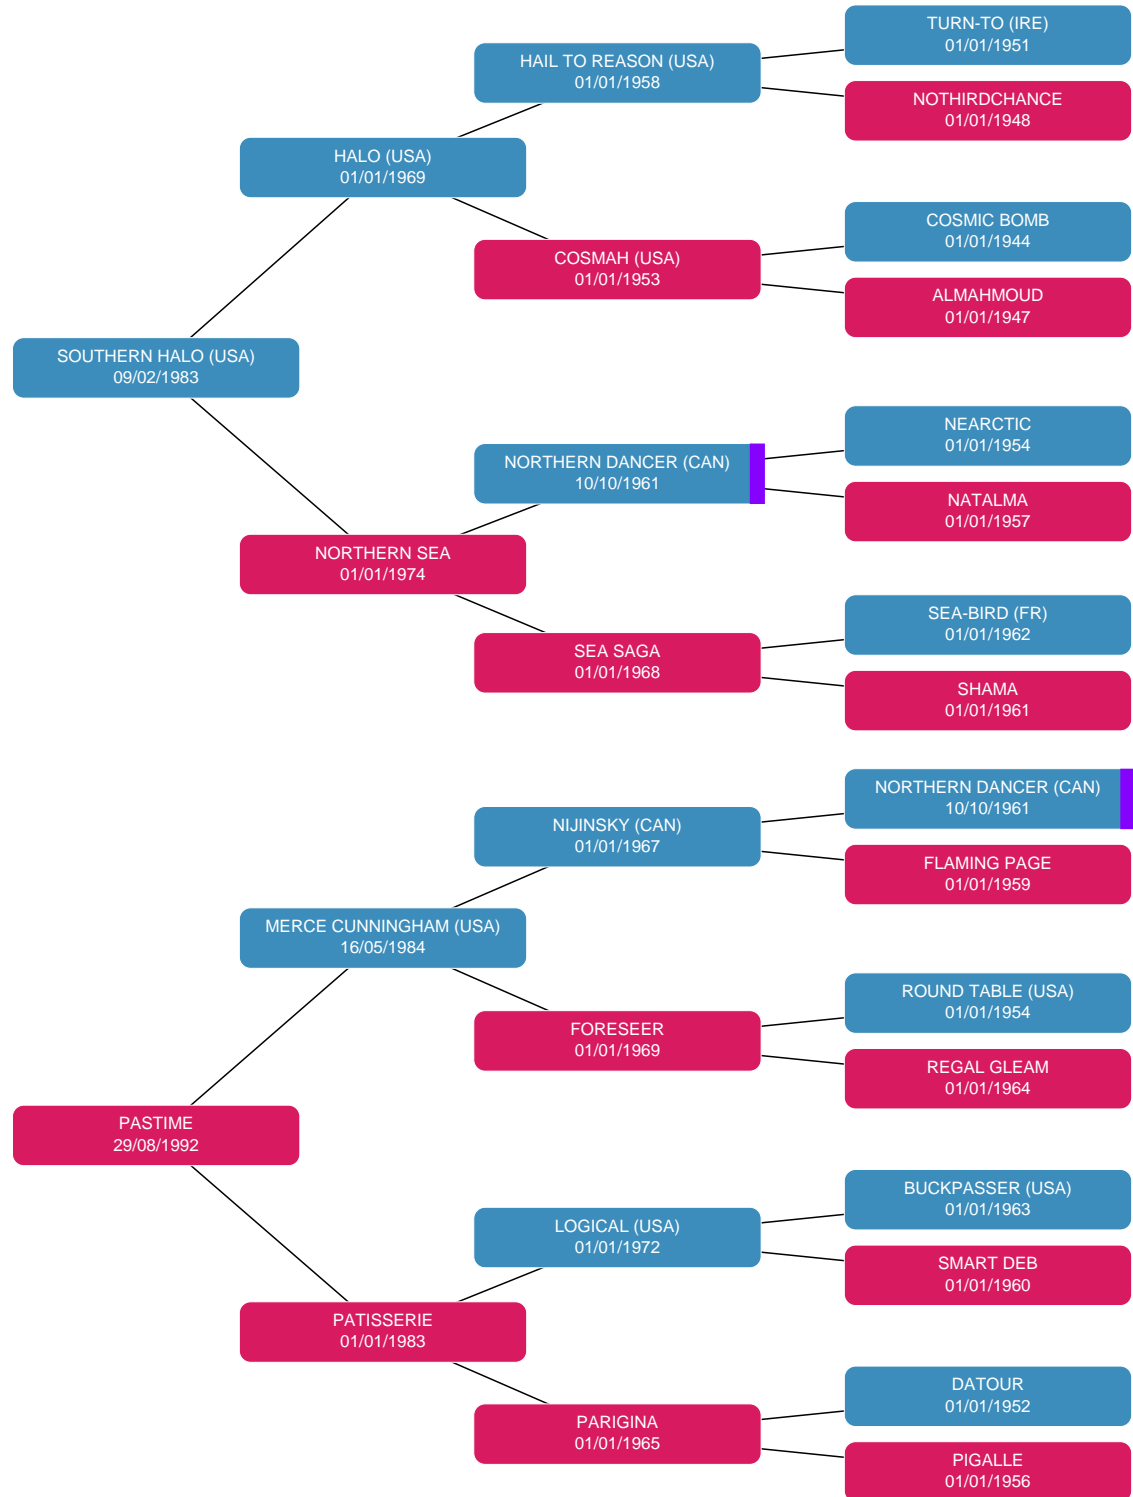 TURN-TO (IRE)
01/01/1951
HAIL TO REASON (USA)
01/01/1958
NOTHIRDCHANCE
01/01/1948
HALO (USA)
01/01/1969
COSMIC BOMB
01/01/1944
COSMAH (USA)
01/01/1953
ALMAHMOUD
01/01/1947
SOUTHERN HALO (USA)
09/02/1983
NEARCTIC
01/01/1954
NORTHERN DANCER (CAN)
10/10/1961
NATALMA
01/01/1957
NORTHERN SEA
01/01/1974
SEA-BIRD (FR)
01/01/1962
SEA SAGA
01/01/1968
SHAMA
01/01/1961
NORTHERN DANCER (CAN)
10/10/1961
NIJINSKY (CAN)
01/01/1967
FLAMING PAGE
01/01/1959
MERCE CUNNINGHAM (USA)
16/05/1984
ROUND TABLE (USA)
01/01/1954
FORESEER
01/01/1969
REGAL GLEAM
01/01/1964
PASTIME
29/08/1992
BUCKPASSER (USA)
01/01/1963
LOGICAL (USA)
01/01/1972
SMART DEB
01/01/1960
PATISSERIE
01/01/1983
DATOUR
01/01/1952
PARIGINA
01/01/1965
PIGALLE
01/01/1956